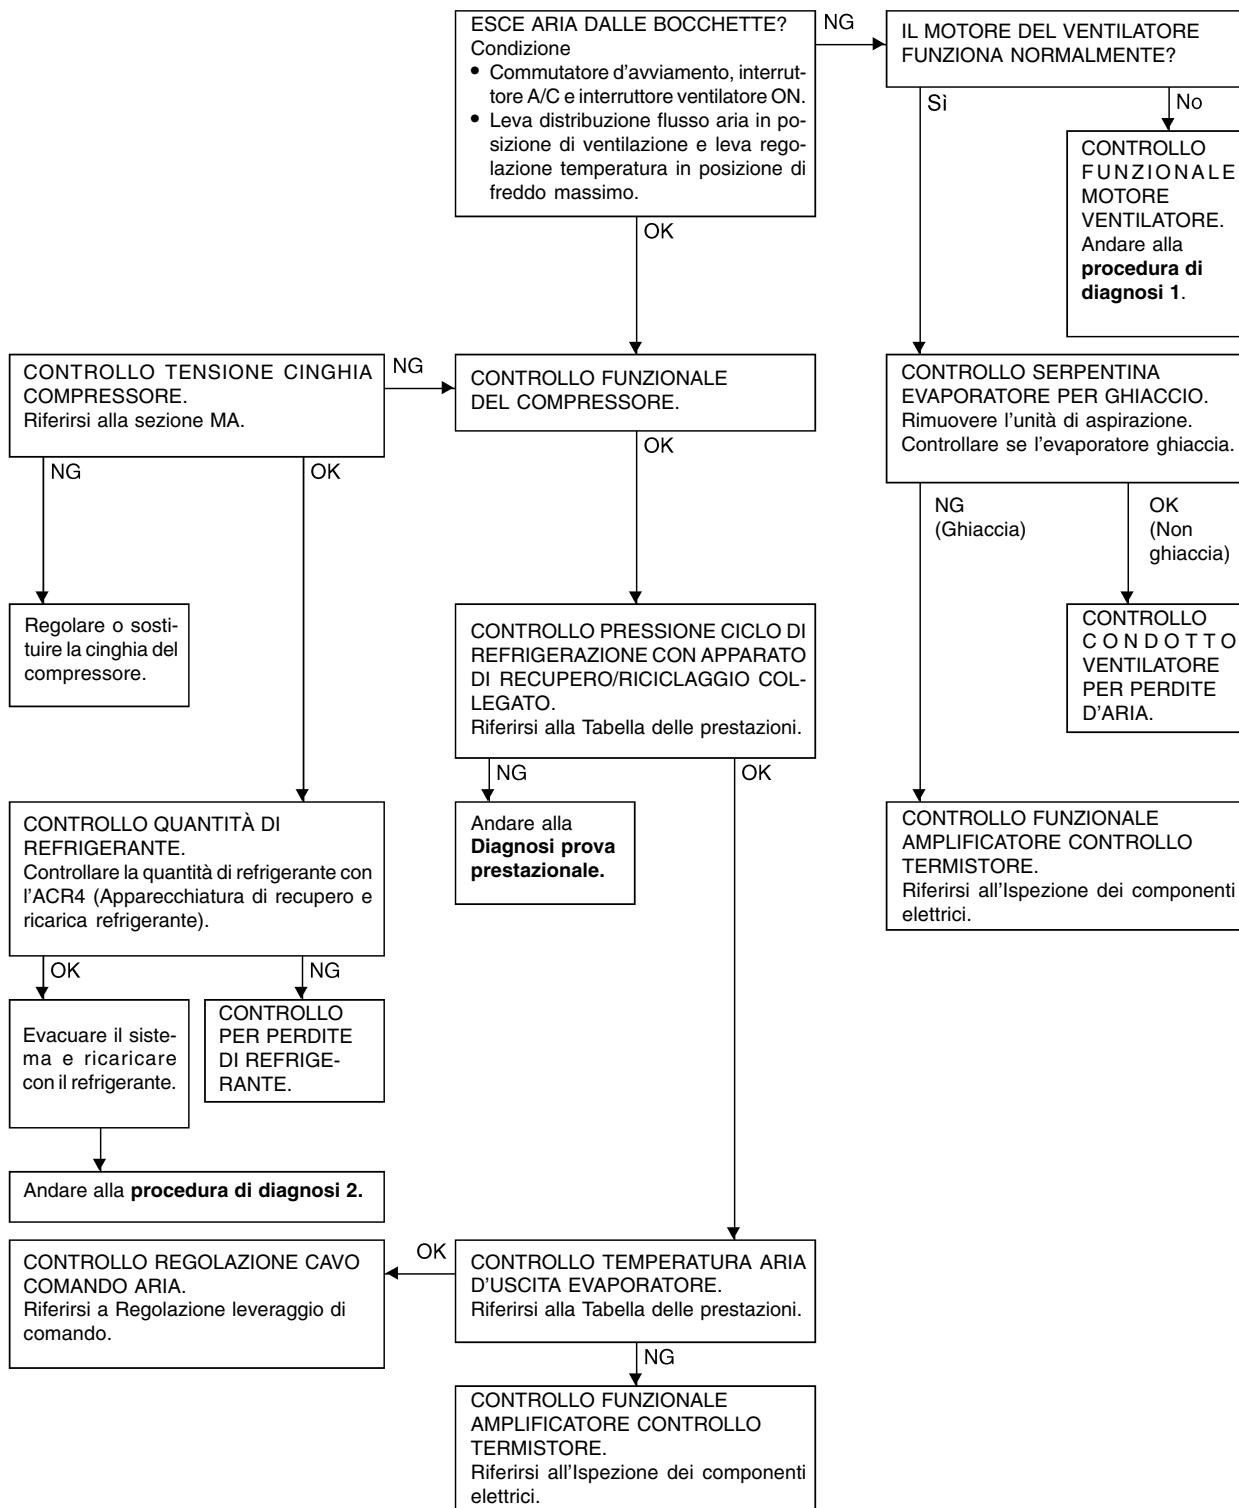 ESCE ARIA DALLE BOCCHETTE?
Condizione
• Commutatore d'avviamento, interrut-
tore A/C e interruttore ventilatore ON.
• Leva distribuzione flusso aria in po-
sizione di ventilazione e leva rego-
lazione temperatura in posizione di
freddo massimo.
NG
IL MOTORE DEL VENTILATORE
FUNZIONA NORMALMENTE?
Sì
No
CONTROLLO
FUNZIONALE
MOTORE
VENTILATORE.
Andare alla
procedura di
diagnosi 1.
OK
CONTROLLO TENSIONE CINGHIA
COMPRESSORE.
Riferirsi alla sezione MA.
NG
CONTROLLO FUNZIONALE
DEL COMPRESSORE.
CONTROLLO SERPENTINA
EVAPORATORE PER GHIACCIO.
Rimuovere l'unità di aspirazione.
Controllare se l'evaporatore ghiaccia.
NG
OK
OK
NG
(Ghiaccia)
OK
(Non
ghiaccia)
Regolare o sosti-
tuire la cinghia del
compressore.
CONTROLLO PRESSIONE CICLO DI
REFRIGERAZIONE CON APPARATO
DI RECUPERO/RICICLAGGIO COL-
LEGATO.
Riferirsi alla Tabella delle prestazioni.
CONTROLLO
CONDOTTO
VENTILATORE
PER PERDITE
D'ARIA.
NG
OK
CONTROLLO QUANTITÀ DI
REFRIGERANTE.
Controllare la quantità di refrigerante con
l'ACR4 (Apparecchiatura di recupero e
ricarica refrigerante).
Andare alla
Diagnosi prova
prestazionale.
CONTROLLO FUNZIONALE
AMPLIFICATORE CONTROLLO
TERMISTORE.
Riferirsi all'Ispezione dei componenti
elettrici.
OK
NG
Evacuare il siste-
ma e ricaricare
con il refrigerante.
CONTROLLO
PER PERDITE
DI REFRIGE-
RANTE.
Andare alla procedura di diagnosi 2.
CONTROLLO REGOLAZIONE CAVO
COMANDO ARIA.
Riferirsi a Regolazione leveraggio di
comando.
OK
CONTROLLO TEMPERATURA ARIA
D'USCITA EVAPORATORE.
Riferirsi alla Tabella delle prestazioni.
NG
CONTROLLO FUNZIONALE
AMPLIFICATORE CONTROLLO
TERMISTORE.
Riferirsi all'Ispezione dei componenti
elettrici.